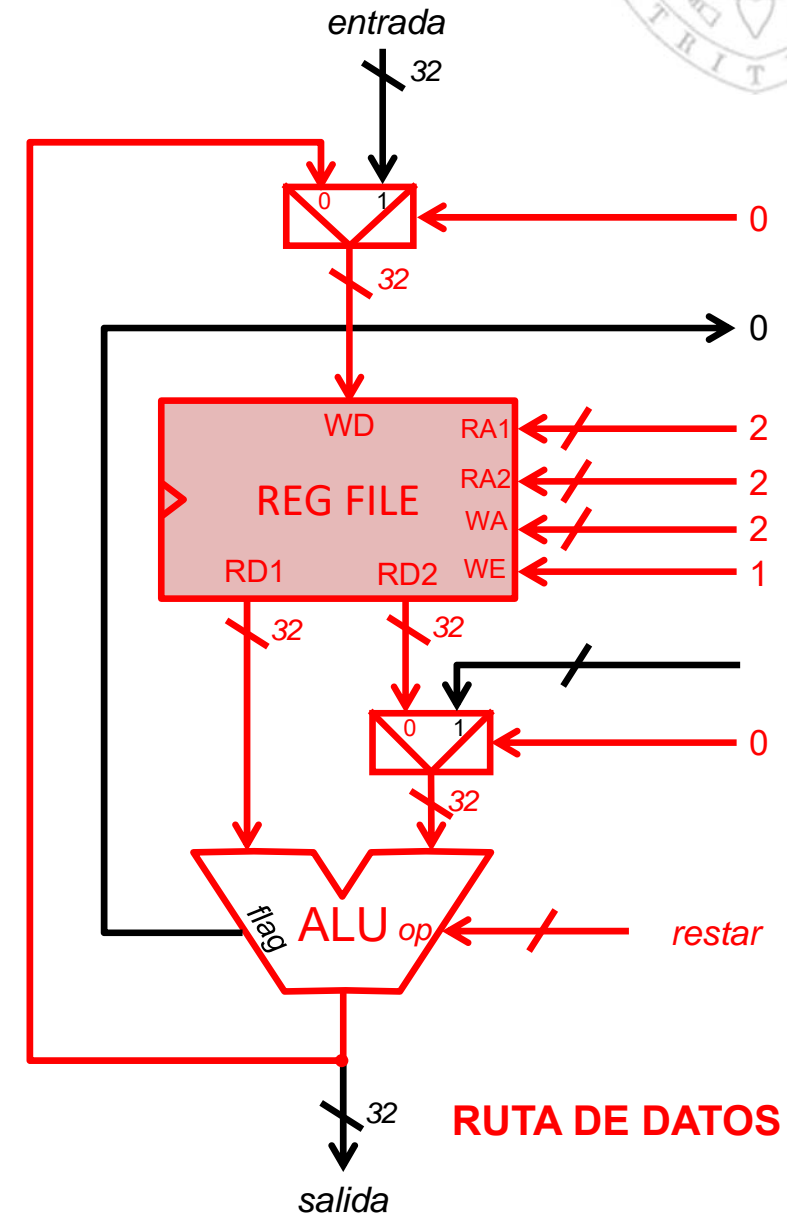 entrada
32
0 1
0
32
0
WD
RA1
2
RA2
2
REG FILE
WA
2
RD1
RD2
WE
1
32
32
0 1
0
32
flag
ALU
op
restar
32
RUTA DE DATOS
salida
T R I T